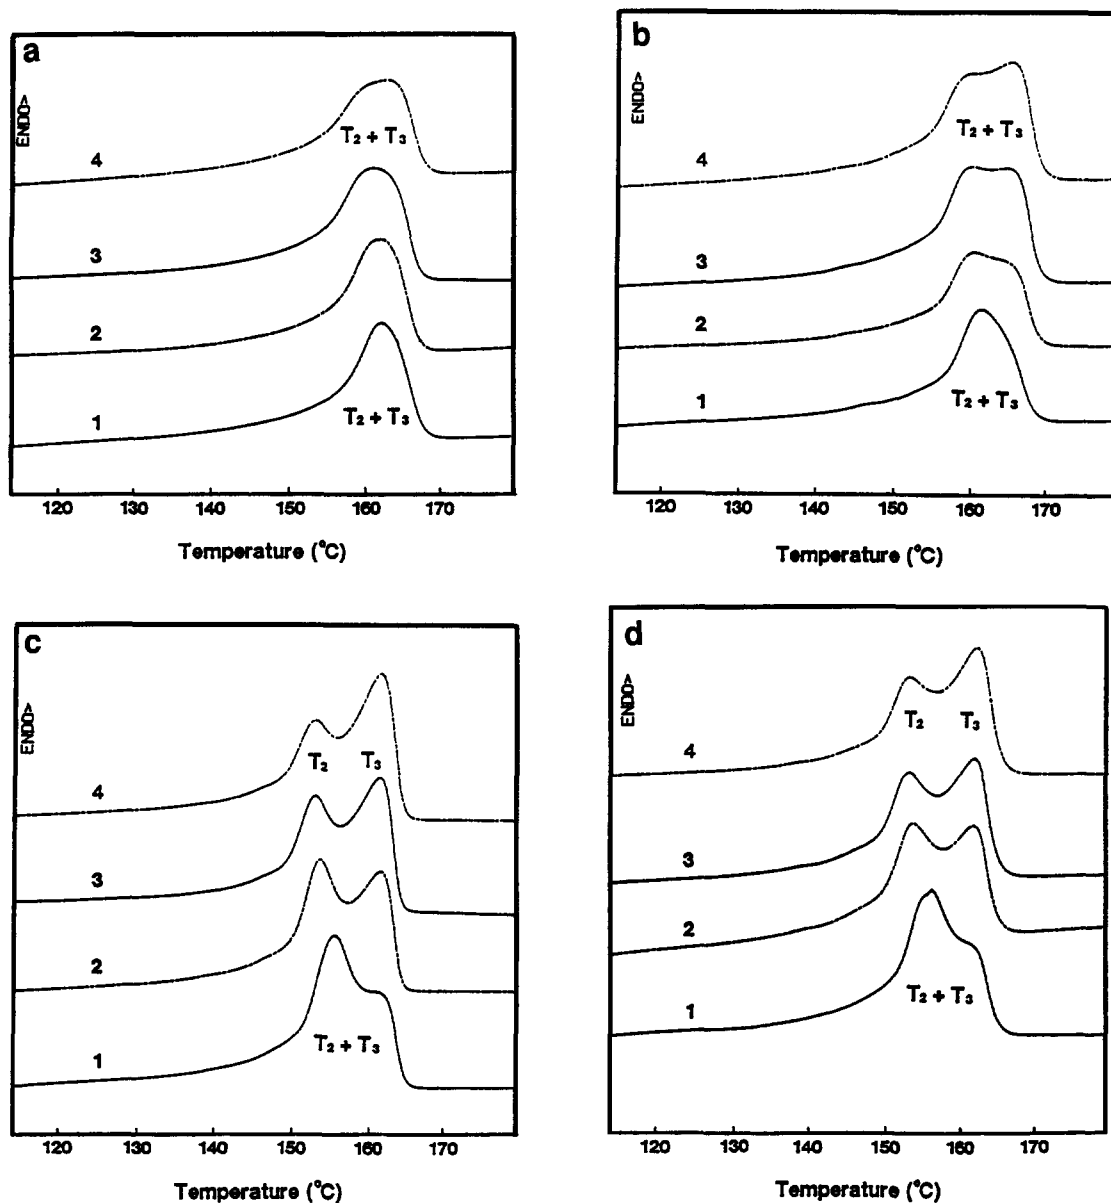 a
ENDO>
4
T₂ + T₃
3
2
1
T₂ + T₃
120 130 140 150 160 170
Temperature (°C)
b
ENDO>
4
T₂ + T₃
3
2
1
T₂ + T₃
120 130 140 150 160 170
Temperature (°C)
c
ENDO>
4
T₂ T₃
3
2
1
T₂ + T₃
120 130 140 150 160 170
Temperature (°C)
d
ENDO>
4
T₂ T₃
3
2
1
T₂ + T₃
120 130 140 150 160 170
Temperature (°C)